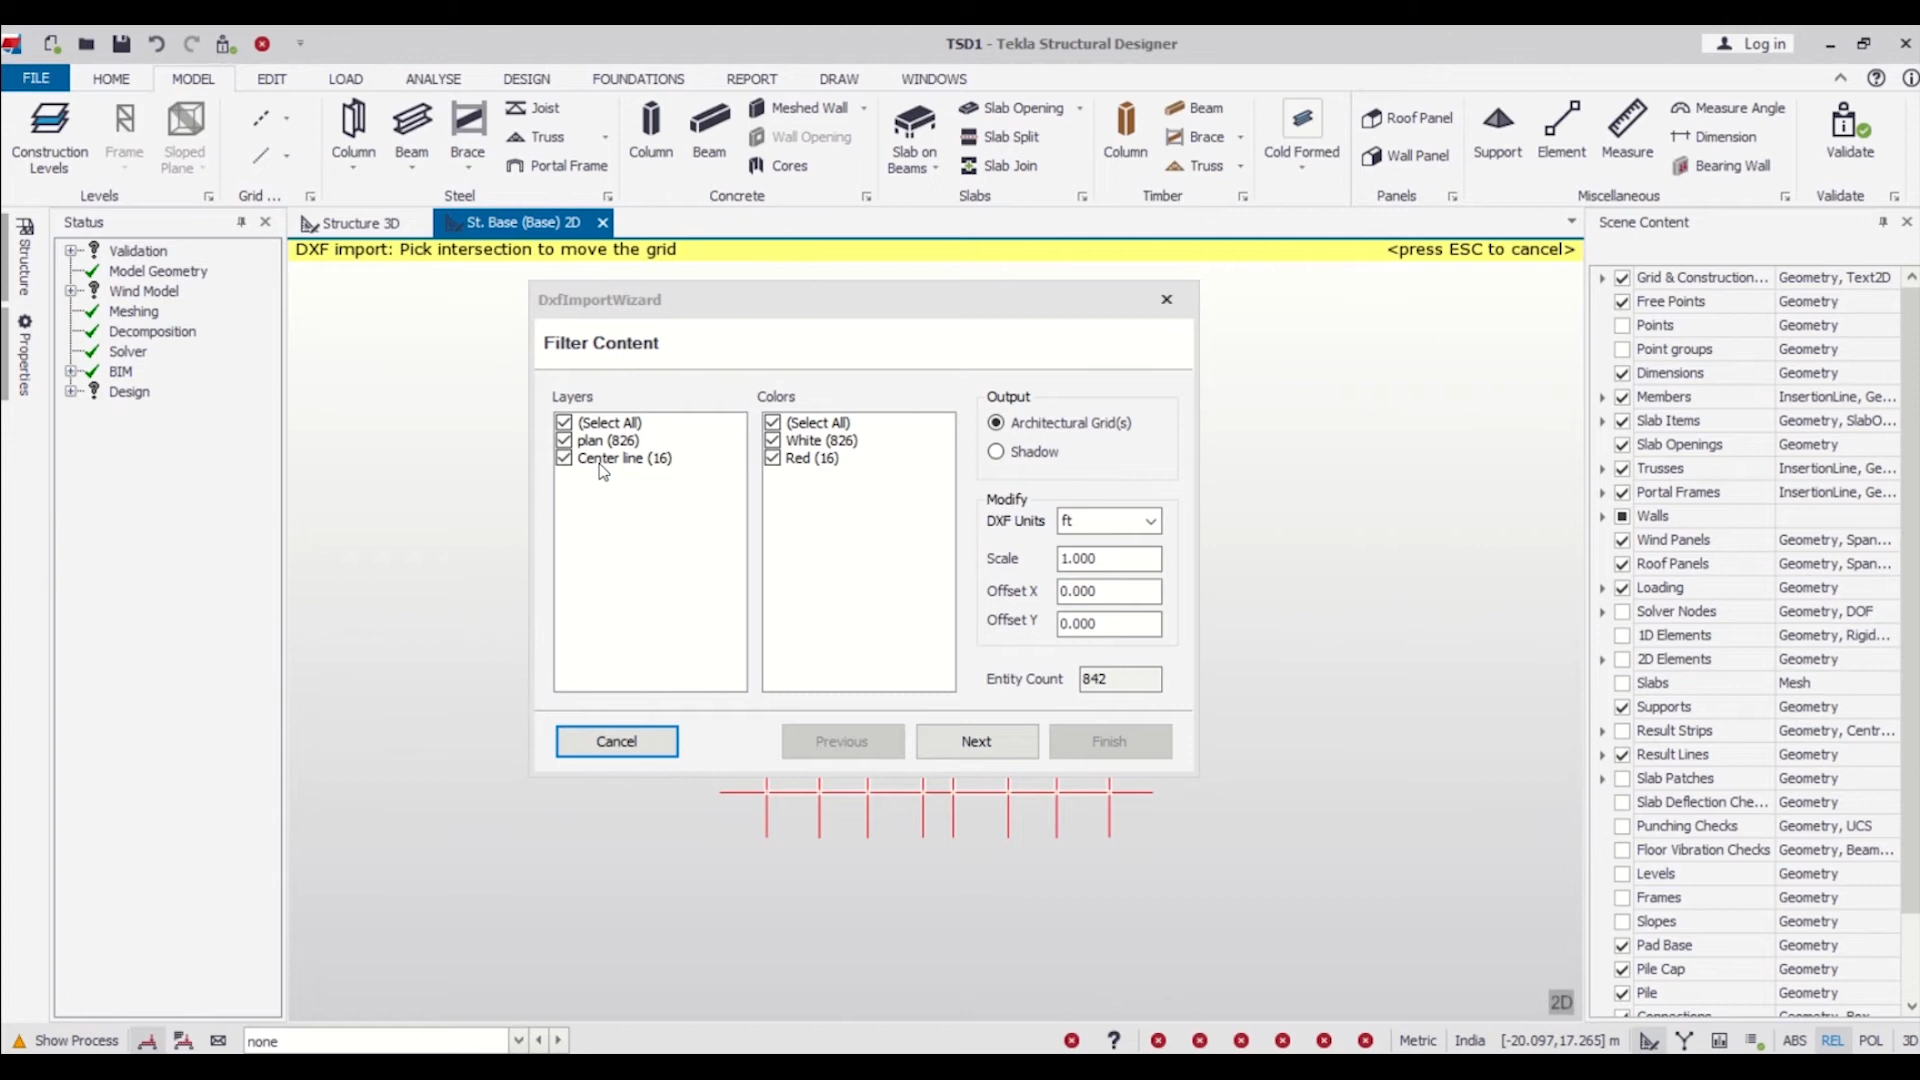 TSD1 - Tekla Structural Designer
Log in
FILE HOME MODEL EDIT LOAD ANALYSE DESIGN FOUNDATIONS REPORT DRAW WINDOWS
Construction Levels
Frame
Sloped Plane
Levels
Grid ...
Column
Beam
Brace
Joist
Truss
Portal Frame
Steel
Column
Beam
Meshed Wall
Wall Opening
Cores
Concrete
Slab on Beams
Slab Opening
Slab Split
Slab Join
Slabs
Column
Beam
Brace
Truss
Timber
Cold Formed
Roof Panel
Wall Panel
Panels
Support
Element
Measure
Measure Angle
Dimension
Bearing Wall
Miscellaneous
Validate
Validate
Structure
Properties
Status
Validation
Model Geometry
Wind Model
Meshing
Decomposition
Solver
BIM
Design
Structure 3D
St. Base (Base) 2D
DXF import: Pick intersection to move the grid
<press ESC to cancel>
DxfImportWizard
Filter Content
Layers
(Select All)
plan (826)
Center line (16)
Colors
(Select All)
White (826)
Red (16)
Output
Architectural Grid(s)
Shadow
Modify
DXF Units ft
Scale 1.000
Offset X 0.000
Offset Y 0.000
Entity Count 842
Cancel
Previous
Next
Finish
2D
Scene Content
Grid & Construction... Geometry, Text2D
Free Points Geometry
Points Geometry
Point groups Geometry
Dimensions Geometry
Members InsertionLine, Ge...
Slab Items Geometry, SlabO...
Slab Openings Geometry
Trusses InsertionLine, Ge...
Portal Frames InsertionLine, Ge...
Walls
Wind Panels Geometry, Span...
Roof Panels Geometry, Span...
Loading Geometry
Solver Nodes Geometry, DOF
1D Elements Geometry, Rigid...
2D Elements Geometry
Slabs Mesh
Supports Geometry
Result Strips Geometry, Centr...
Result Lines Geometry
Slab Patches Geometry
Slab Deflection Che... Geometry
Punching Checks Geometry, UCS
Floor Vibration Checks Geometry, Beam...
Levels Geometry
Frames Geometry
Slopes Geometry
Pad Base Geometry
Pile Cap Geometry
Pile Geometry
Show Process
none
Metric
India
[-20.097,17.265] m
ABS
REL
POL
3D